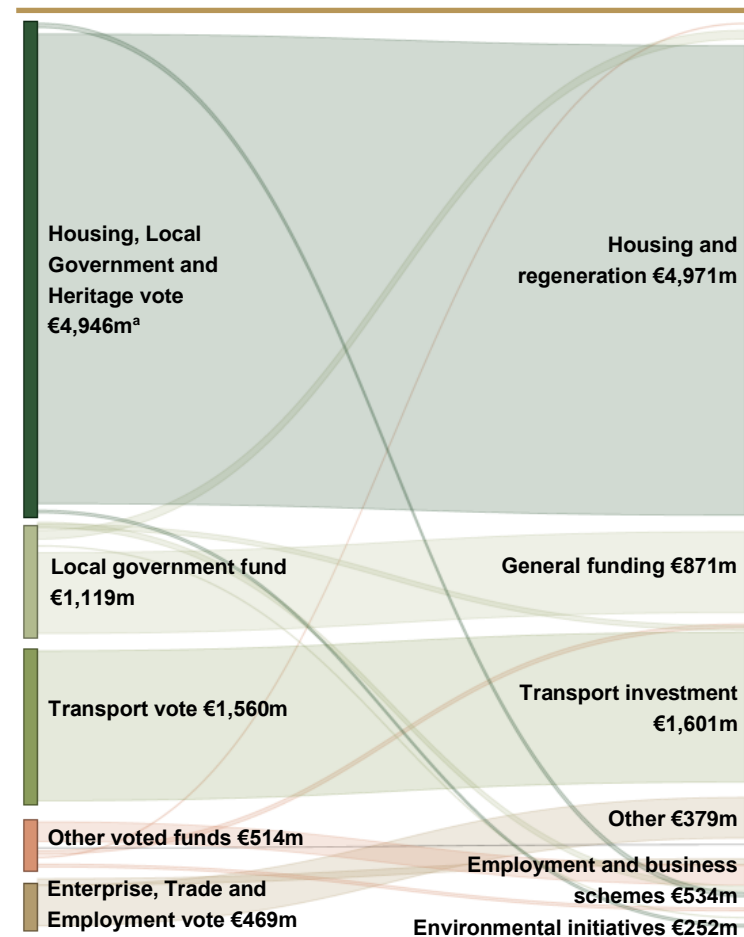 Housing, Local
Government and
Heritage vote
€4,946mª
Housing and
regeneration €4,971m
Local government fund
€1,119m
General funding €871m
Transport vote €1,560m
Transport investment
€1,601m
Other voted funds €514m
Other €379m
Enterprise, Trade and
Employment vote €469m
Employment and business
schemes €534m
Environmental initiatives €252m